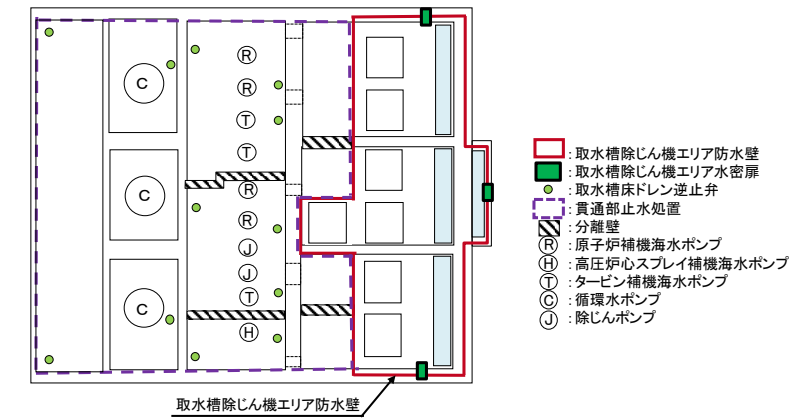 R
R
C
T
T
R
C
R
J
J
T
C
H
取水槽除じん機エリア防水壁
:取水槽除じん機エリア防水壁
:取水槽除じん機エリア水密扉
:取水槽床ドレン逆止弁
:貫通部止水処置
:分離壁
R:原子炉補機海水ポンプ
H:高圧炉心スプレイ補機海水ポンプ
T:タービン補機海水ポンプ
C:循環水ポンプ
J:除じんポンプ